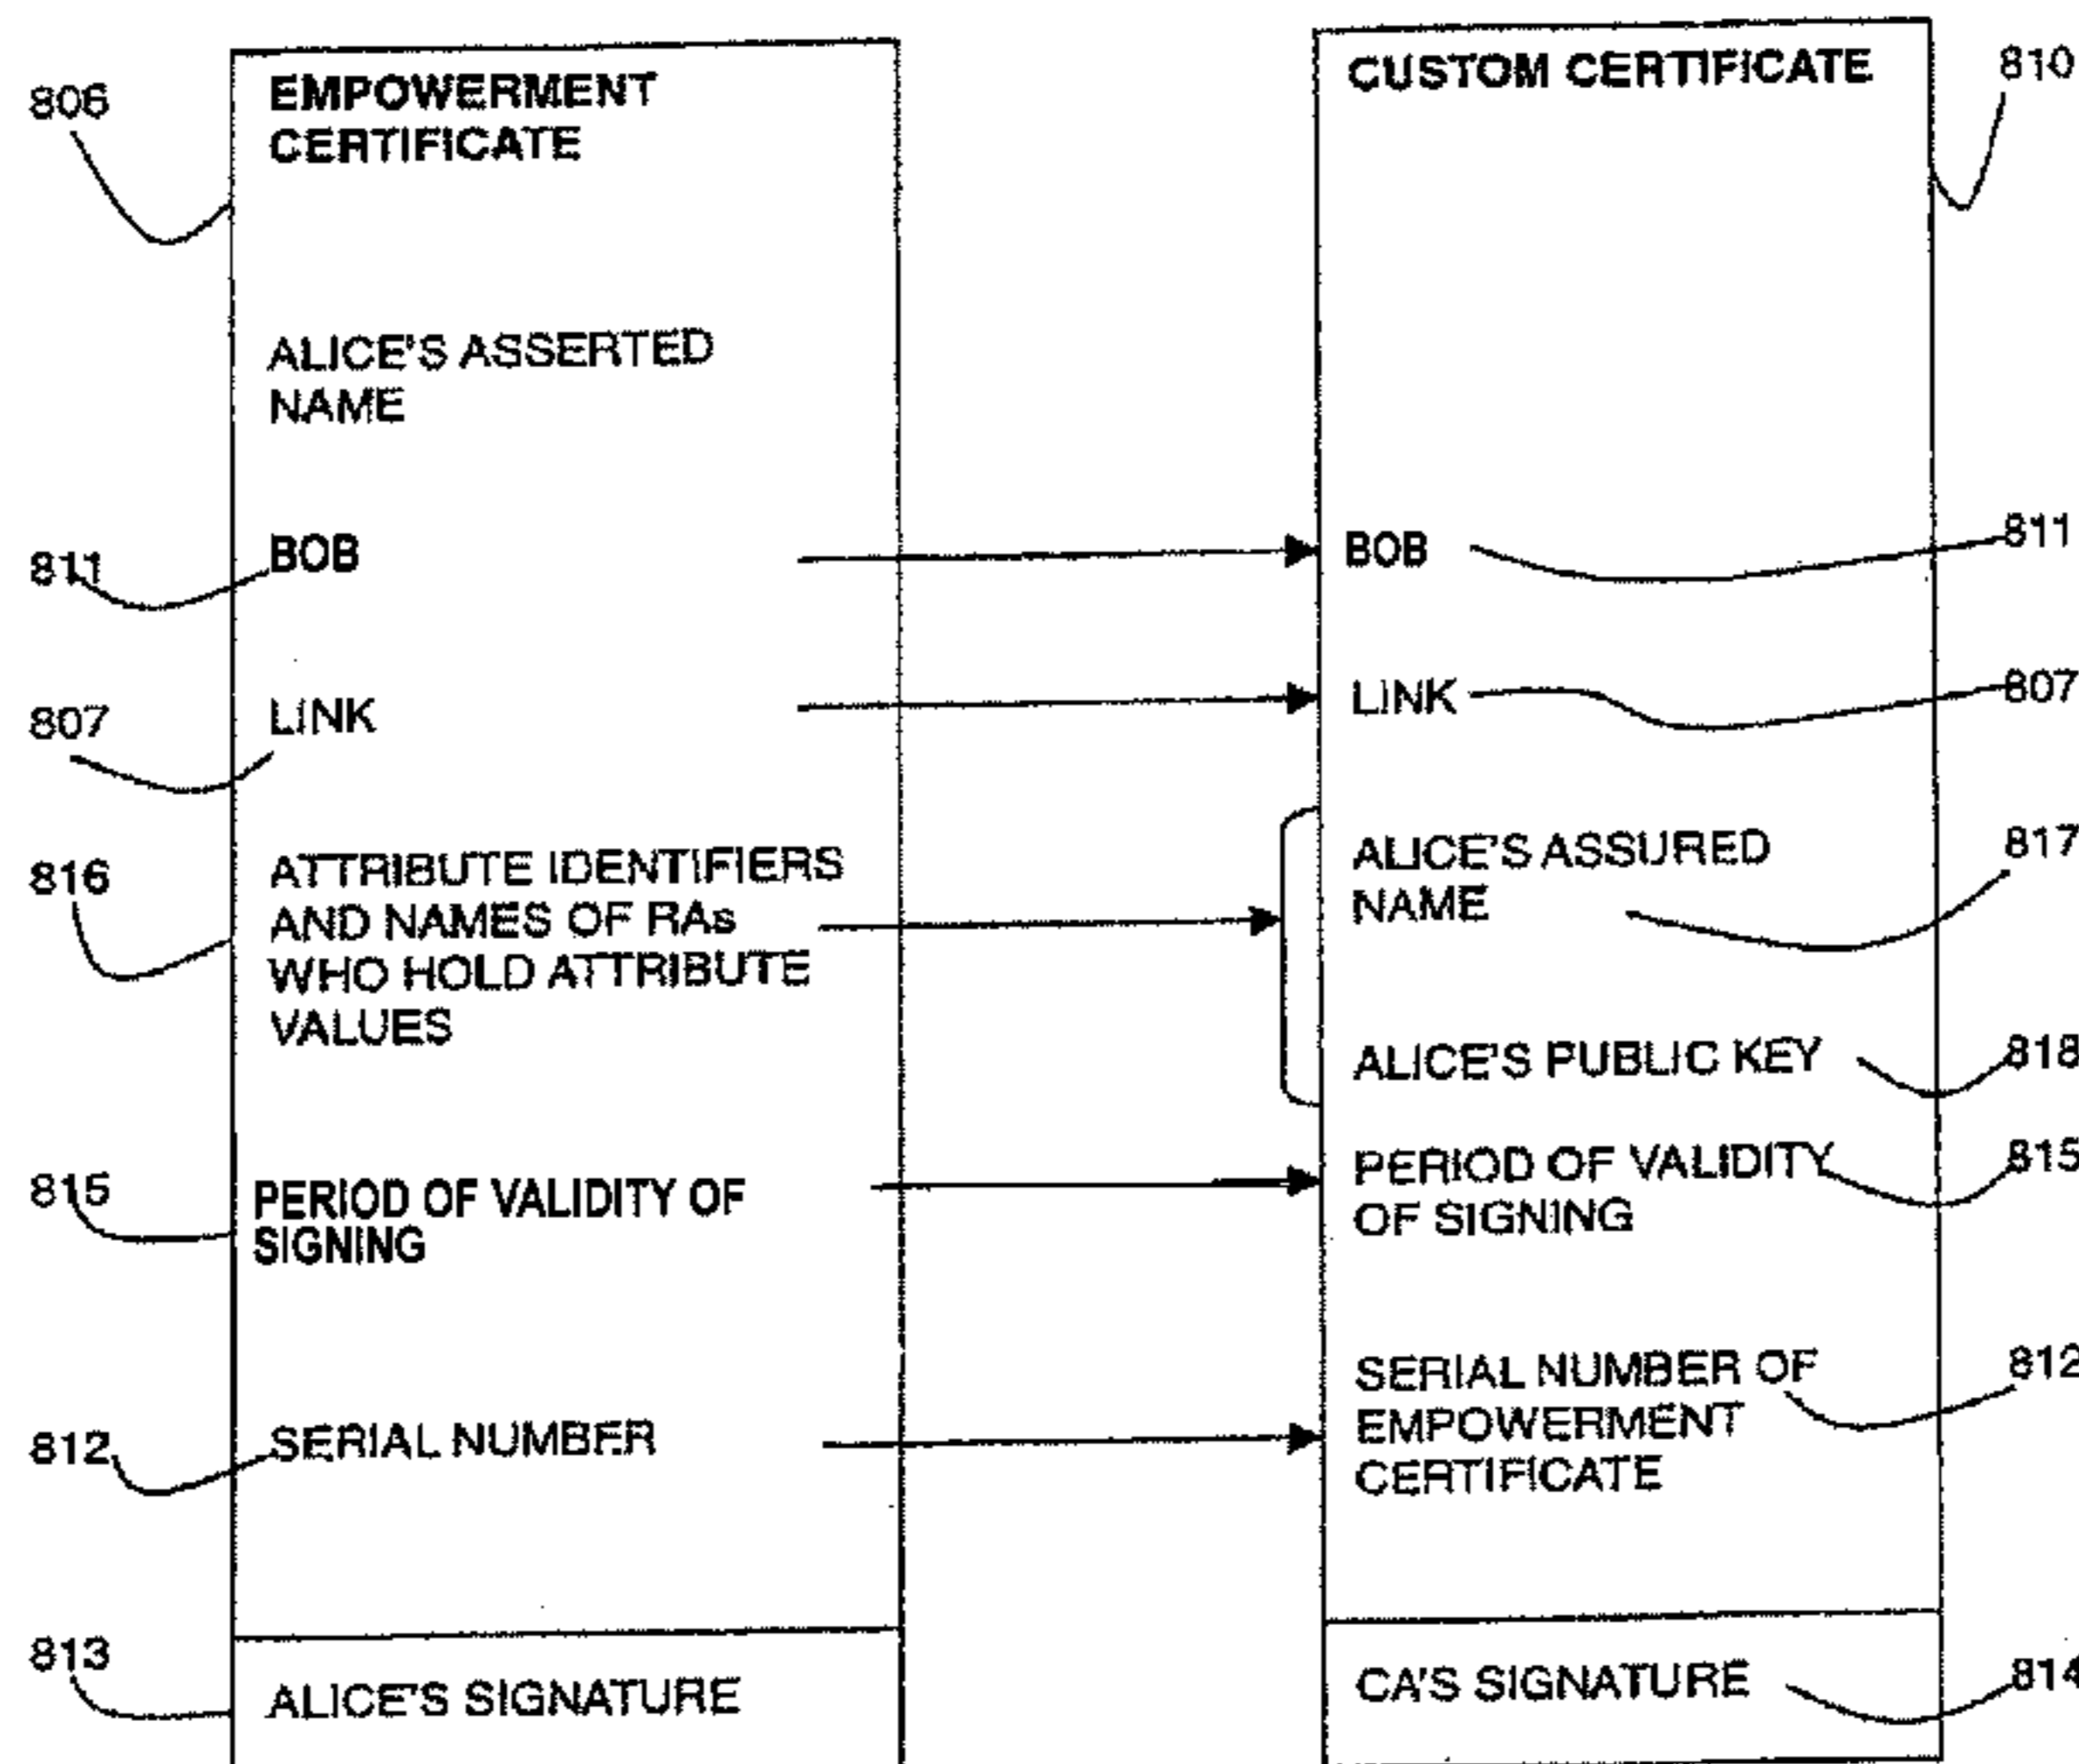 EMPOWERMENT
CERTIFICATE
806
ALICE'S ASSERTED
NAME
811
BOB
807
LINK
816
ATTRIBUTE IDENTIFIERS
AND NAMES OF RAs
WHO HOLD ATTRIBUTE
VALUES
815
PERIOD OF VALIDITY OF
SIGNING
812
SERIAL NUMBER
813
ALICE'S SIGNATURE
CUSTOM CERTIFICATE
810
BOB
811
LINK
807
ALICE'S ASSURED
NAME
817
ALICE'S PUBLIC KEY
818
PERIOD OF VALIDITY
OF SIGNING
815
SERIAL NUMBER OF
EMPOWERMENT
CERTIFICATE
812
CA'S SIGNATURE
814